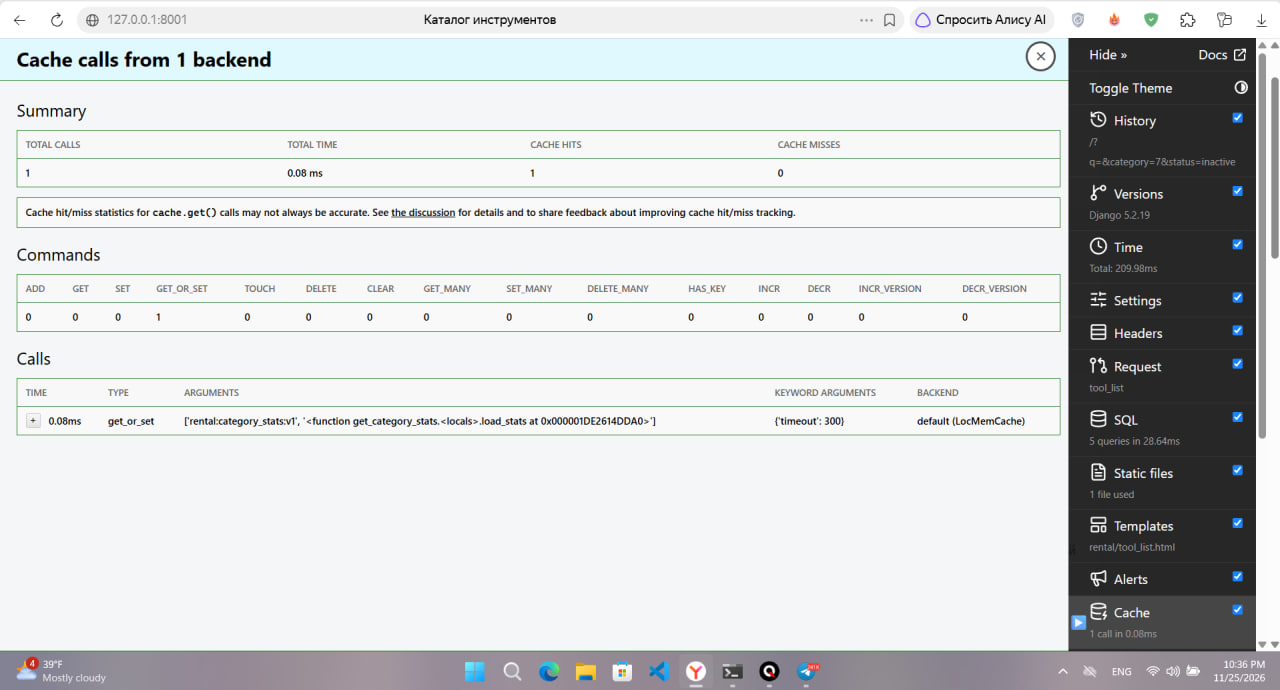 127.0.0.1:8001
Каталог инструментов
Спросить Алису AI
Cache calls from 1 backend
Summary
TOTAL CALLS TOTAL TIME CACHE HITS CACHE MISSES
1 0.08 ms 1 0
Cache hit/miss statistics for cache.get() calls may not always be accurate. See the discussion for details and to share feedback about improving cache hit/miss tracking.
Commands
ADD GET SET GET_OR_SET TOUCH DELETE CLEAR GET_MANY SET_MANY DELETE_MANY HAS_KEY INCR DECR INCR_VERSION DECR_VERSION
0 0 0 1 0 0 0 0 0 0 0 0 0 0 0
Calls
TIME TYPE ARGUMENTS KEYWORD ARGUMENTS BACKEND
+ 0.08ms get_or_set ['rental:category_stats:v1', '<function get_category_stats.<locals>.load_stats at 0x000001DE2614DDA0>'] {'timeout': 300} default (LocMemCache)
Hide » Docs
Toggle Theme
History
/?
q=&category=7&status=inactive
Versions
Django 5.2.19
Time
Total: 209.98ms
Settings
Headers
Request
tool_list
SQL
5 queries in 28.64ms
Static files
1 file used
Templates
rental/tool_list.html
Alerts
Cache
1 call in 0.08ms
4
39°F
Mostly cloudy
ENG
10:36 PM
11/25/2026